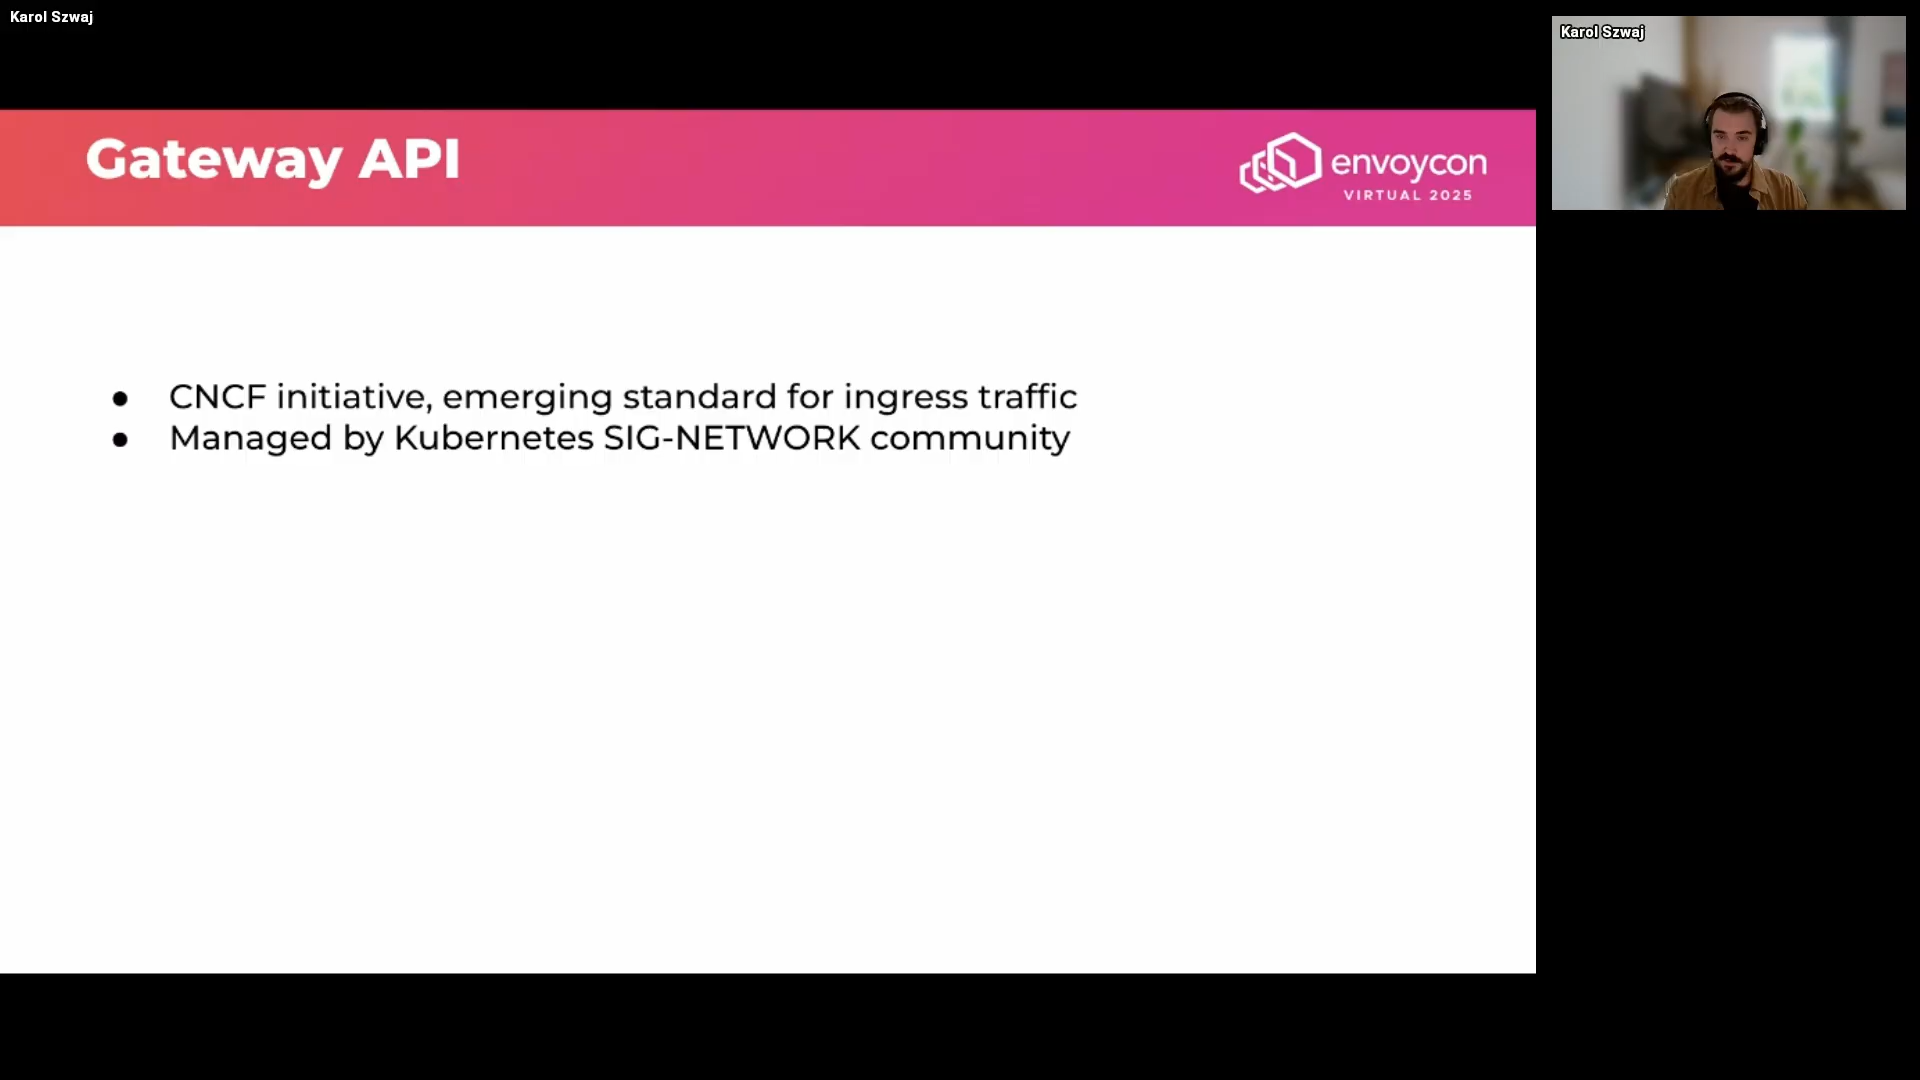 Karol Szwaj
Karol Szwaj
Gateway API
envoycon
VIRTUAL 2025
● CNCF initiative, emerging standard for ingress traffic
● Managed by Kubernetes SIG-NETWORK community